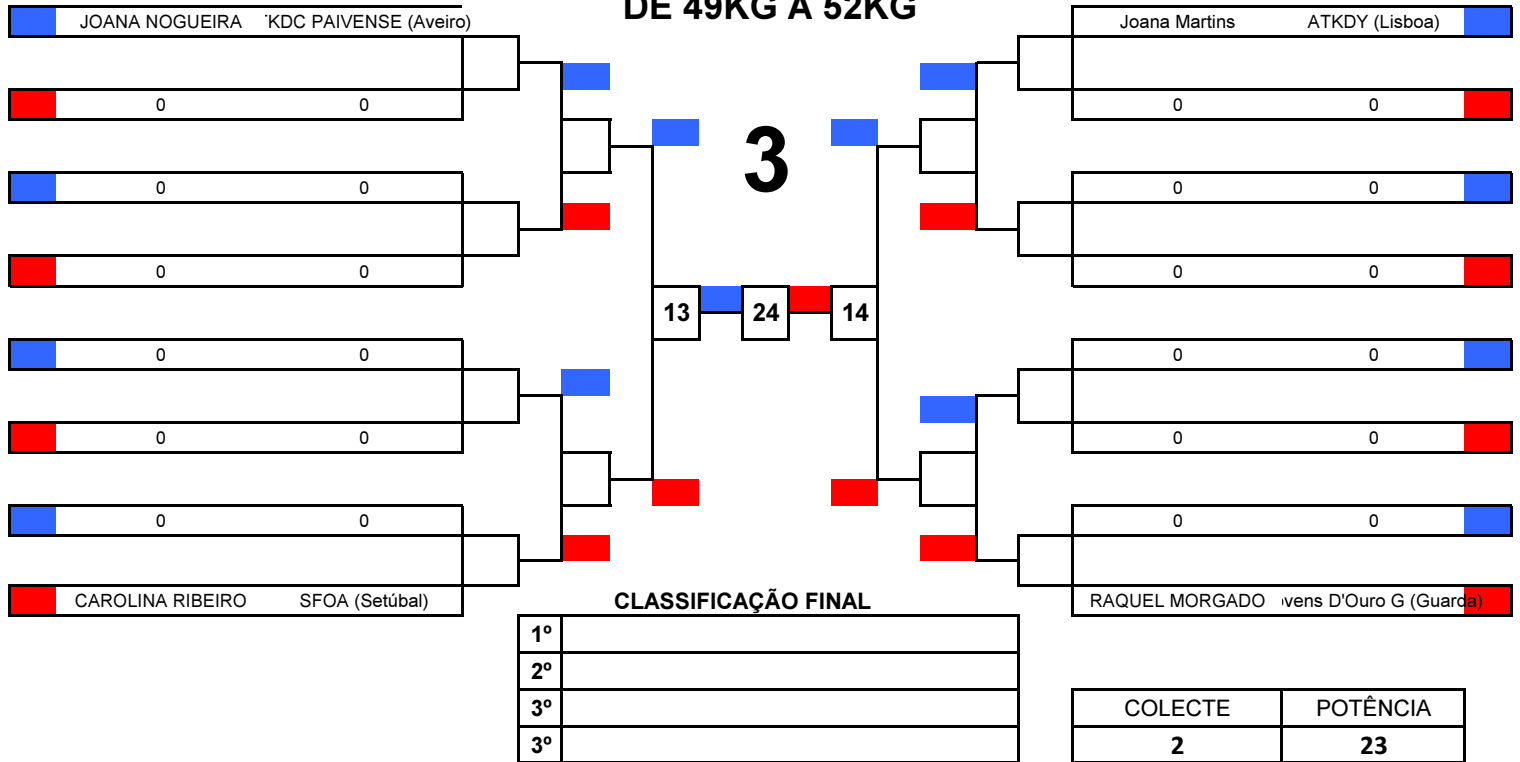 DE 49KG A 52KG
JOANA NOGUEIRA KDC PAIVENSE (Aveiro)
Joana Martins ATKDY (Lisboa)
0 0
0 0
3
0 0
0 0
0 0
0 0
13 24 14
0 0
0 0
0 0
0 0
0 0
0 0
CAROLINA RIBEIRO SFOA (Setúbal)
RAQUEL MORGADO vens D'Ouro G (Guarda)
CLASSIFICAÇÃO FINAL
1º
2º
3º
3º
COLECTE POTÊNCIA
2 23